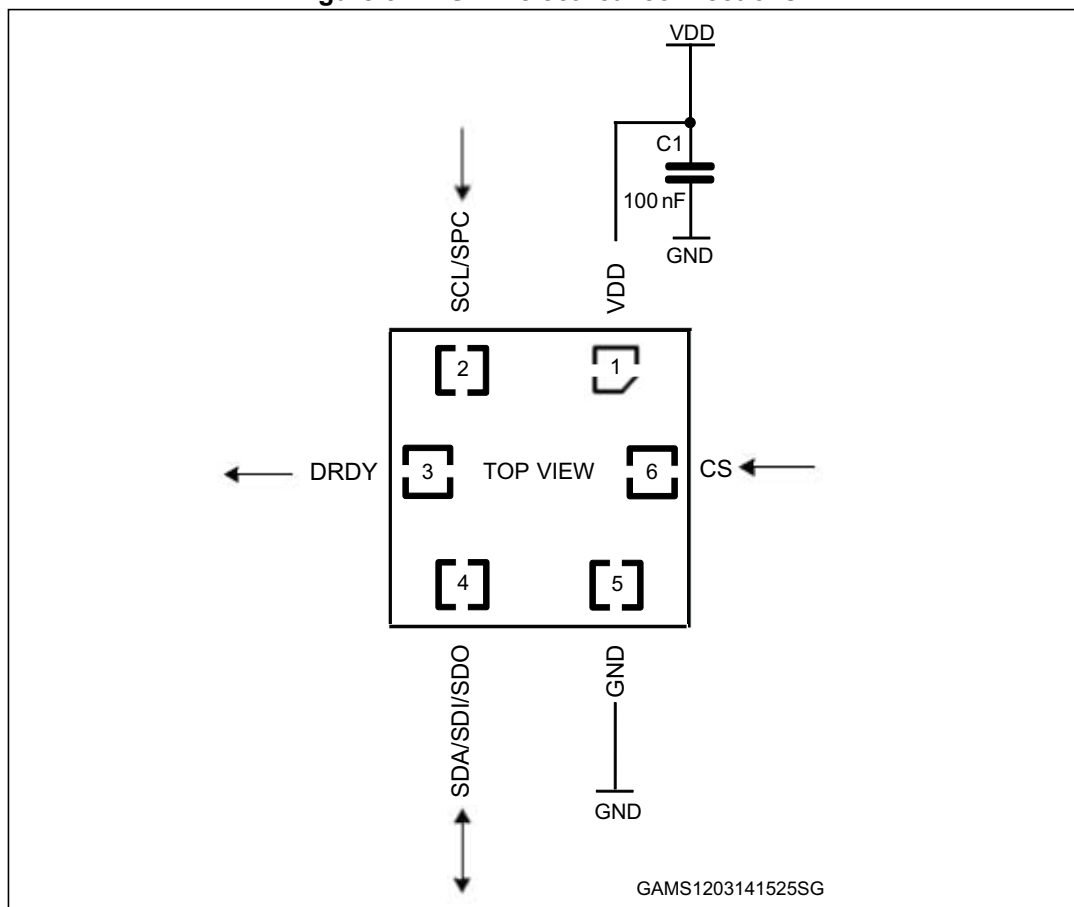 VDD
C1
100 nF
GND
SCL/SPC
VDD
2
1
DRDY
3
TOP VIEW
6
CS
4
5
SDA/SDI/SDO
GND
GND
GAMS1203141525SG